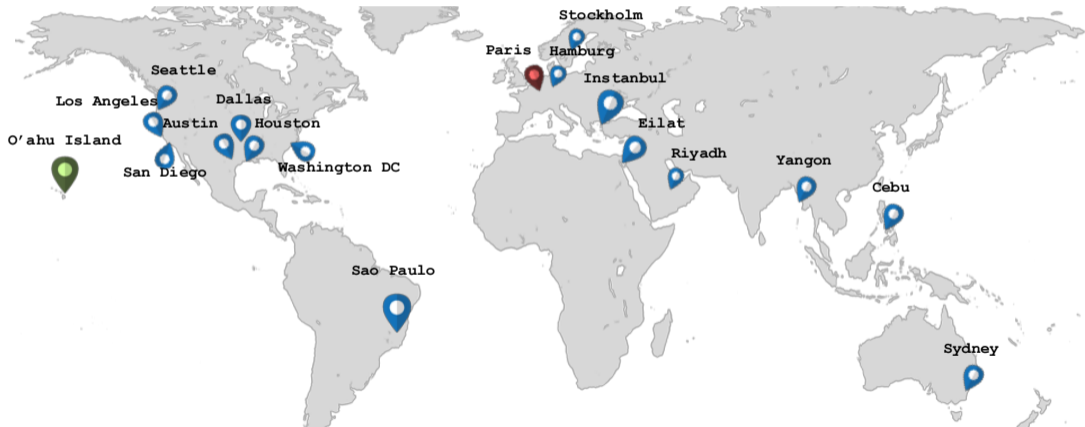 Stockholm
Paris
Hamburg
Seattle
Instanbul
Los Angeles
Dallas
Austin
Houston
Eilat
O'ahu Island
Riyadh
Yangon
San Diego
Washington DC
Cebu
Sao Paulo
Sydney